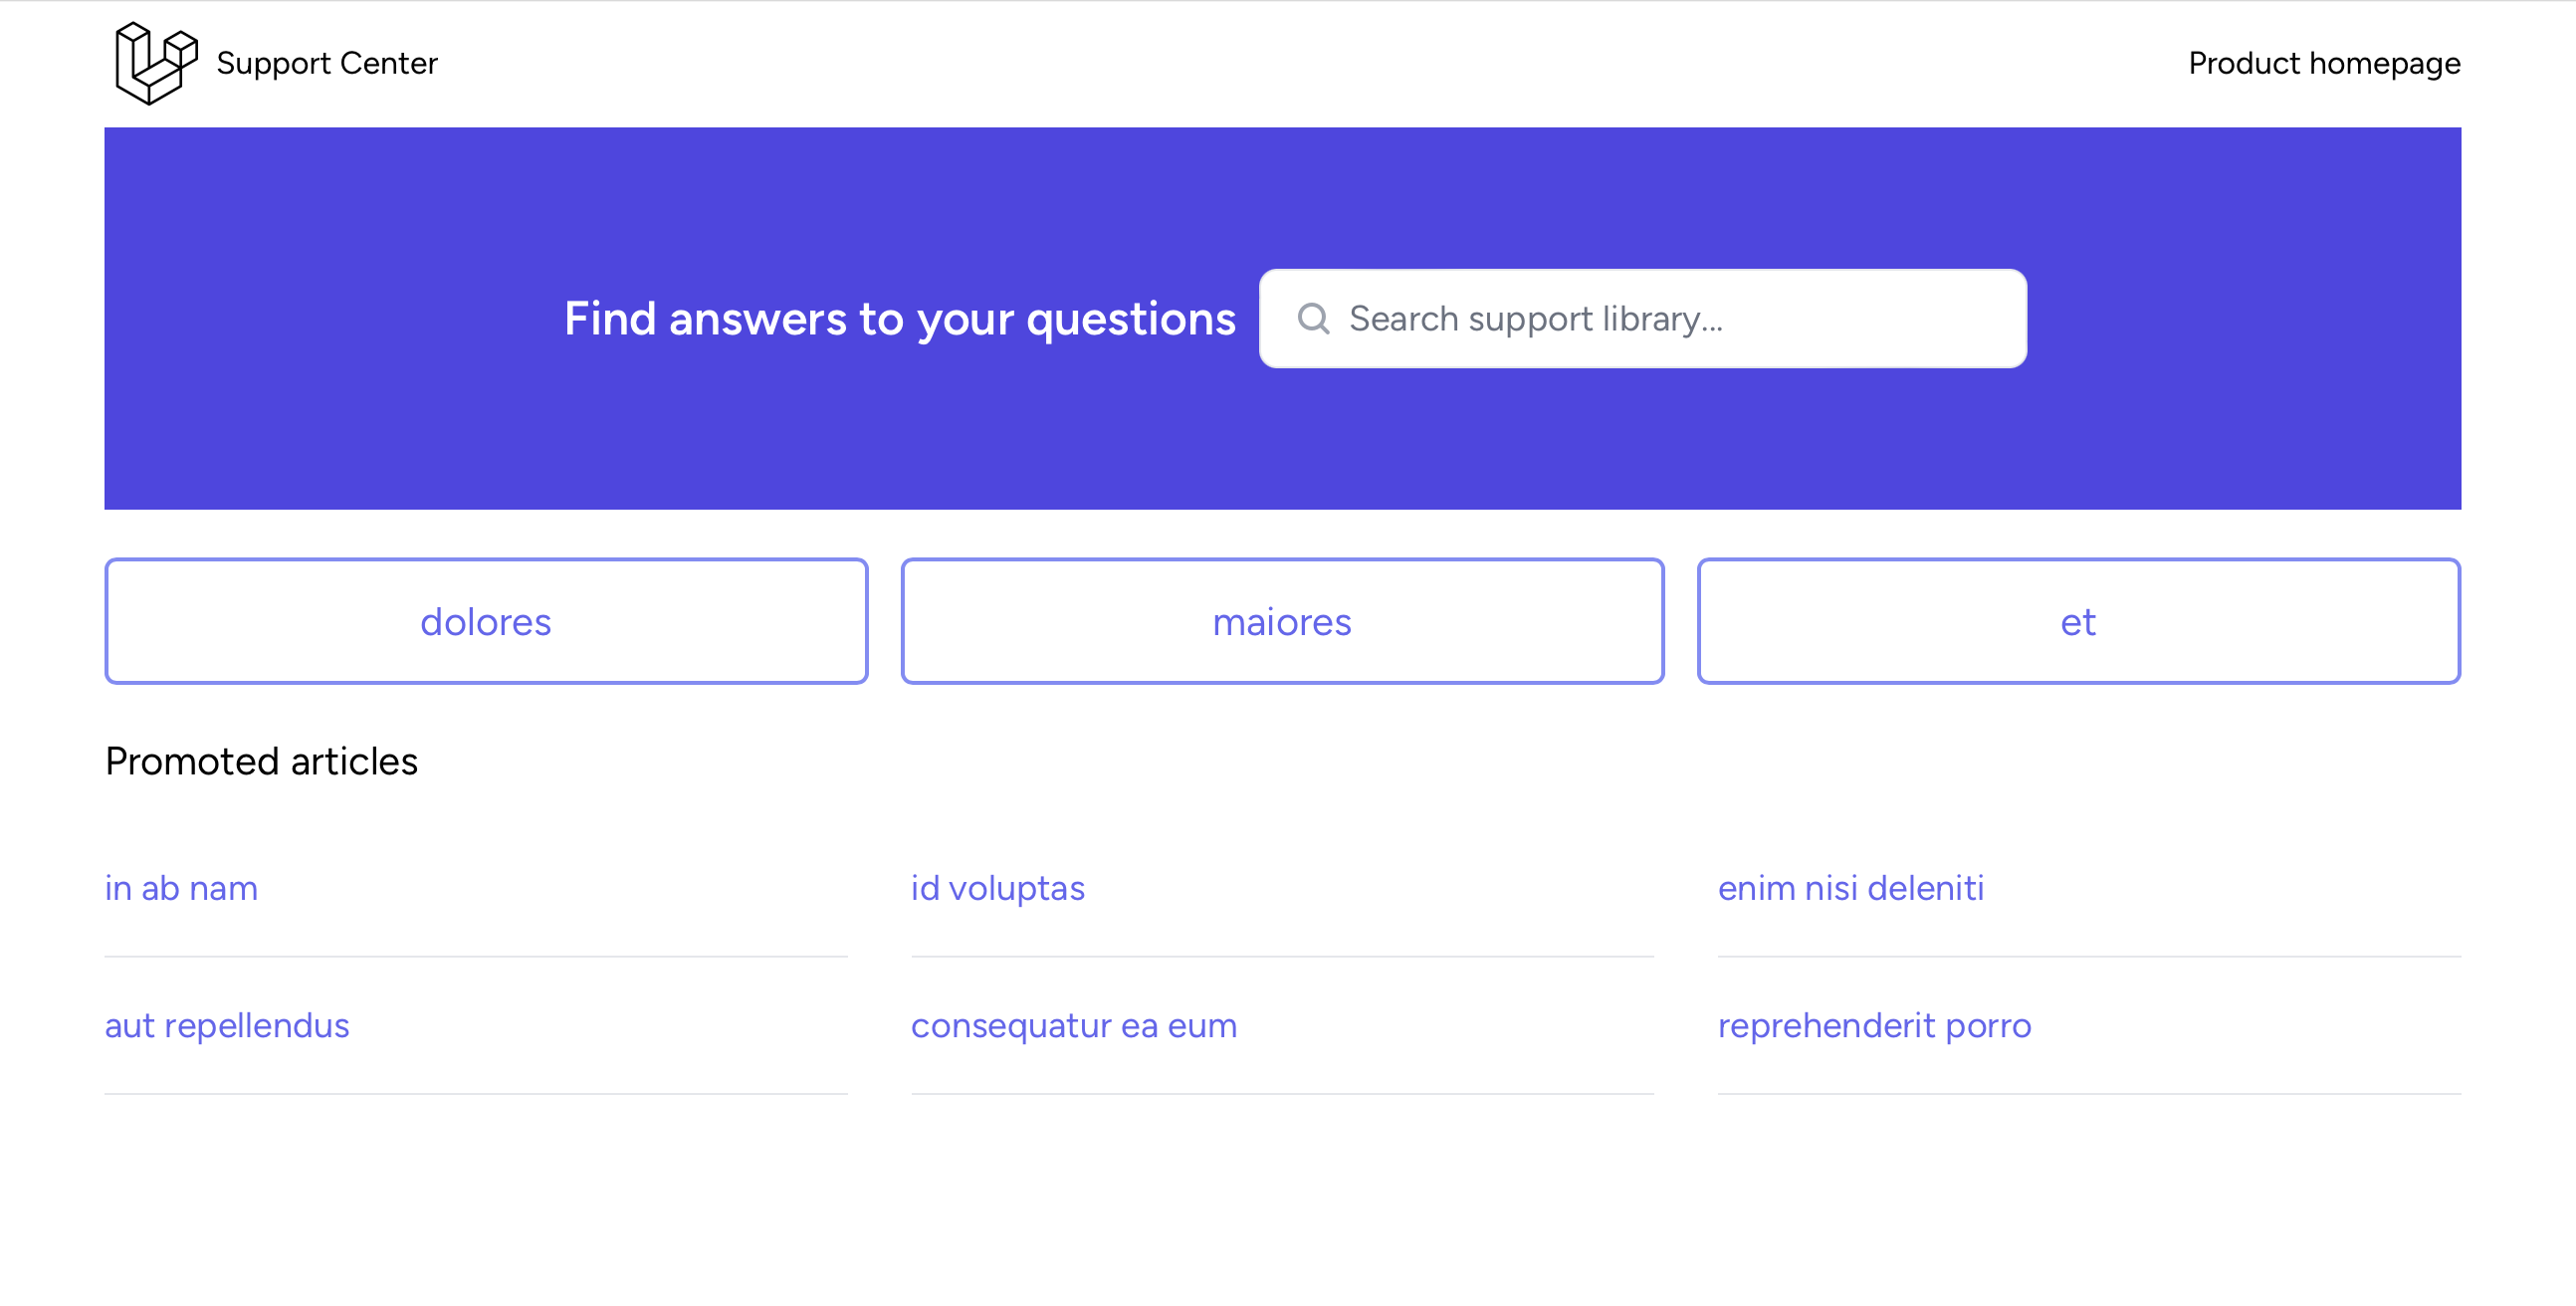 Support Center
Product homepage
Find answers to your questions
Search support library...
dolores
maiores
et
Promoted articles
in ab nam
id voluptas
enim nisi deleniti
aut repellendus
consequatur ea eum
reprehenderit porro